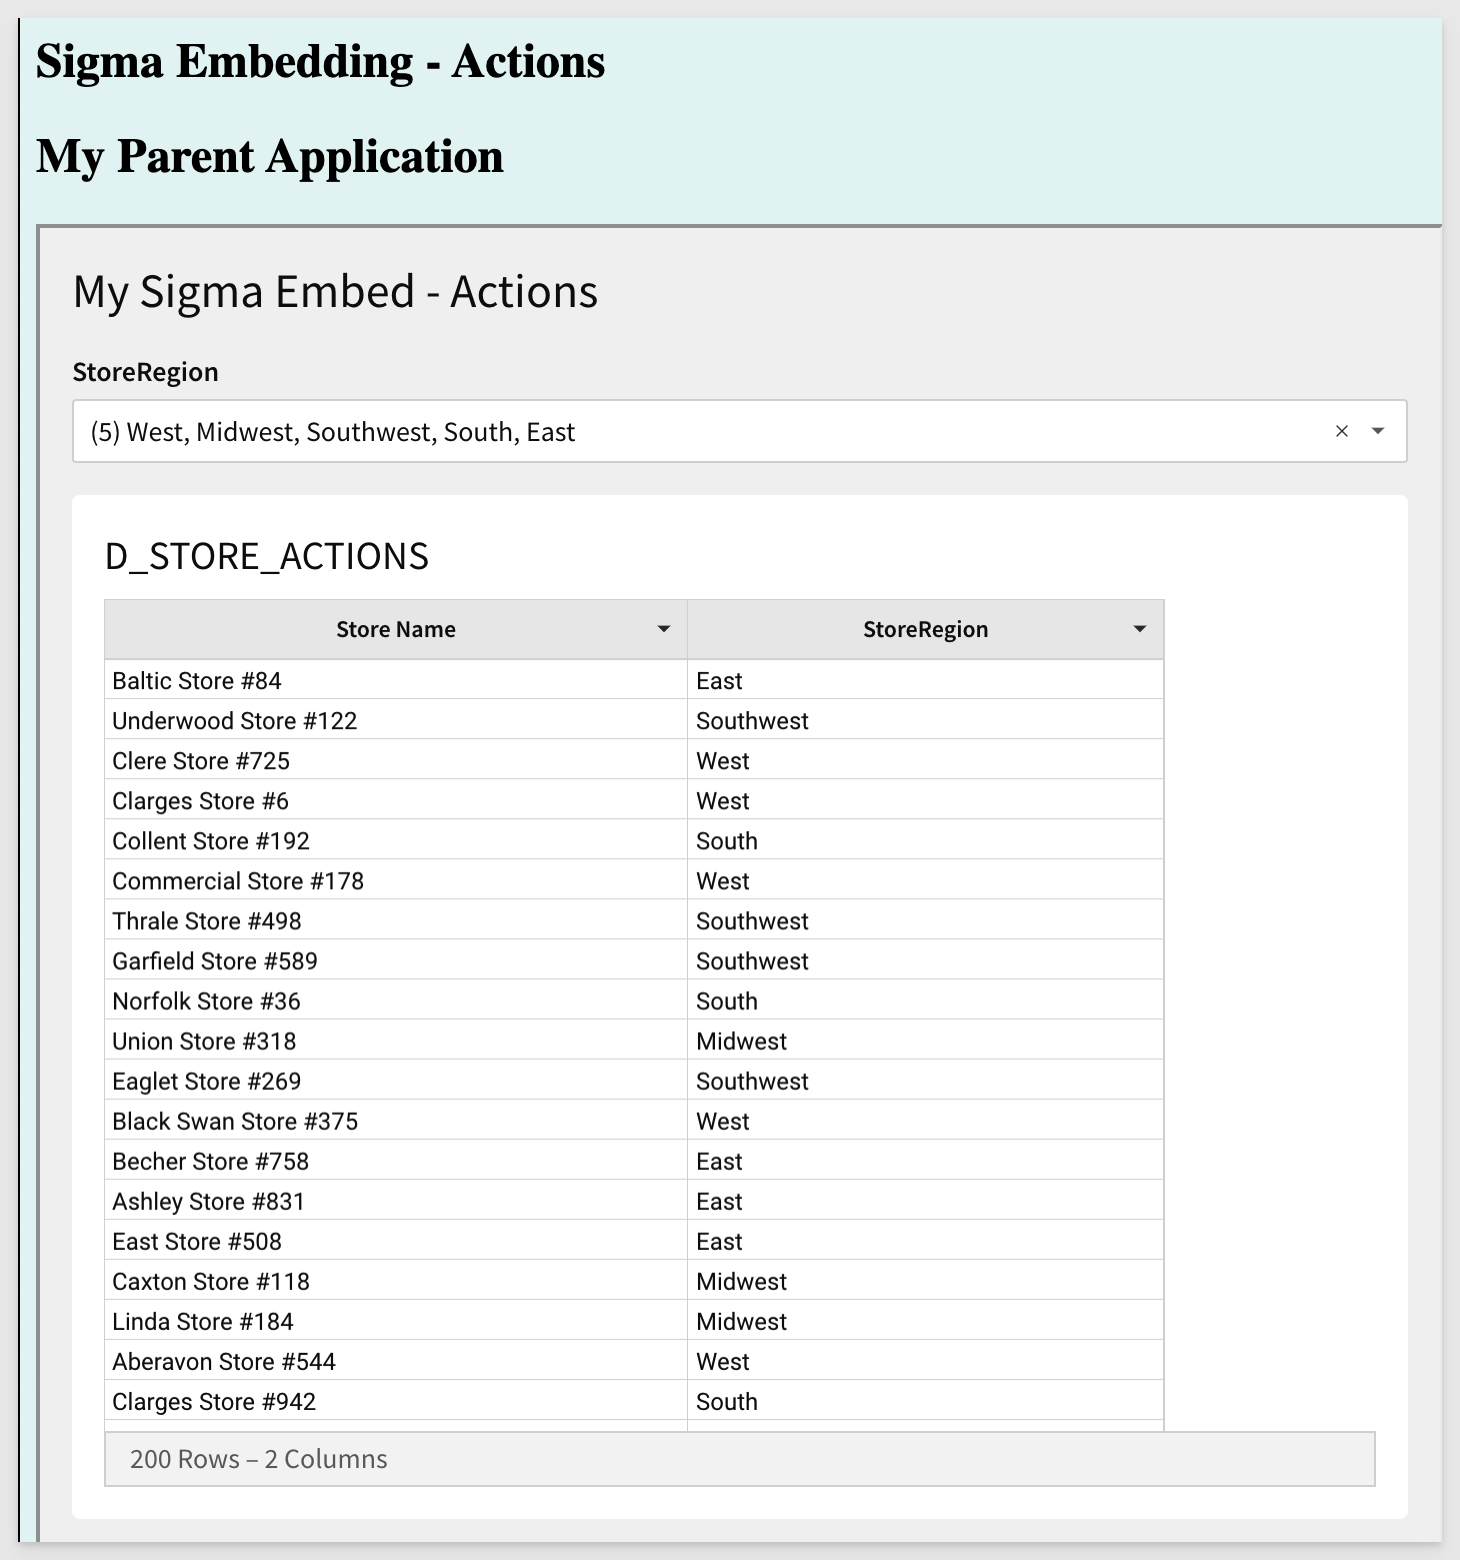 Sigma Embedding - Actions
My Parent Application
My Sigma Embed - Actions
StoreRegion
(5) West, Midwest, Southwest, South, East
D_STORE_ACTIONS
Store Name StoreRegion
Baltic Store #84 East
Underwood Store #122 Southwest
Clere Store #725 West
Clarges Store #6 West
Collent Store #192 South
Commercial Store #178 West
Thrale Store #498 Southwest
Garfield Store #589 Southwest
Norfolk Store #36 South
Union Store #318 Midwest
Eaglet Store #269 Southwest
Black Swan Store #375 West
Becher Store #758 East
Ashley Store #831 East
East Store #508 East
Caxton Store #118 Midwest
Linda Store #184 Midwest
Aberavon Store #544 West
Clarges Store #942 South
200 Rows – 2 Columns